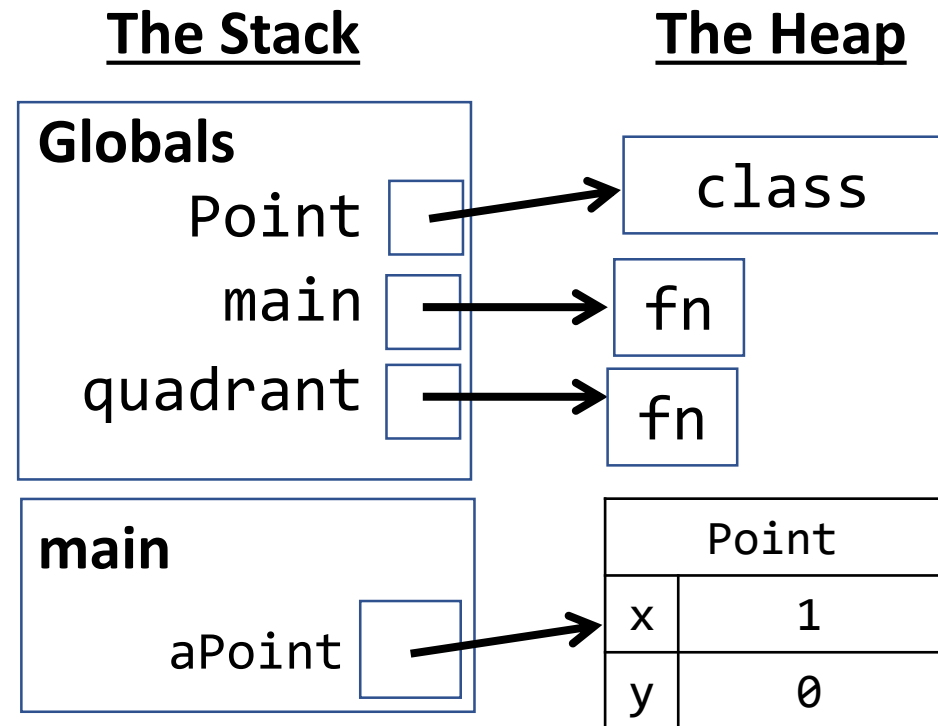 The Stack
The Heap
Globals
Point
class
main
fn
quadrant
fn
main
aPoint
Point
x 1
y 0